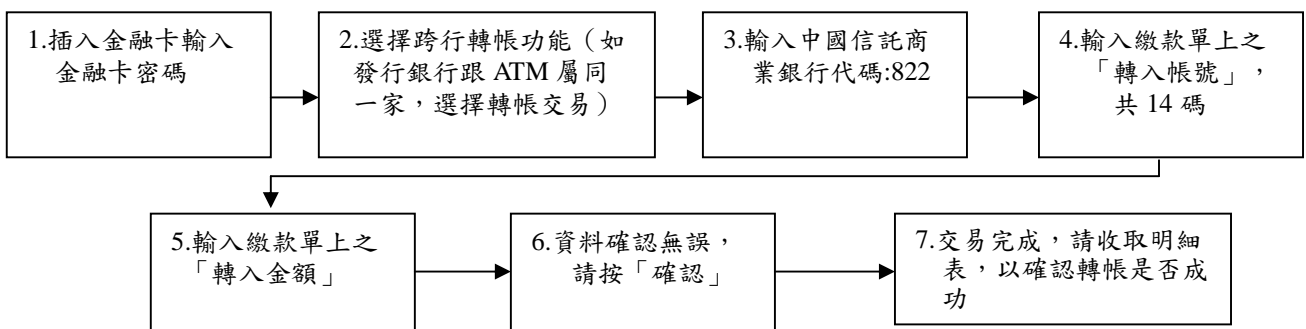 1.插入金融卡輸入
金融卡密碼
2.選擇跨行轉帳功能（如
發行銀行跟 ATM 屬同
一家，選擇轉帳交易）
3.輸入中國信託商
業銀行代碼:822
4.輸入繳款單上之
「轉入帳號」，
共 14 碼
5.輸入繳款單上之
「轉入金額」
6.資料確認無誤，
請按「確認」
7.交易完成，請收取明細
表，以確認轉帳是否成
功